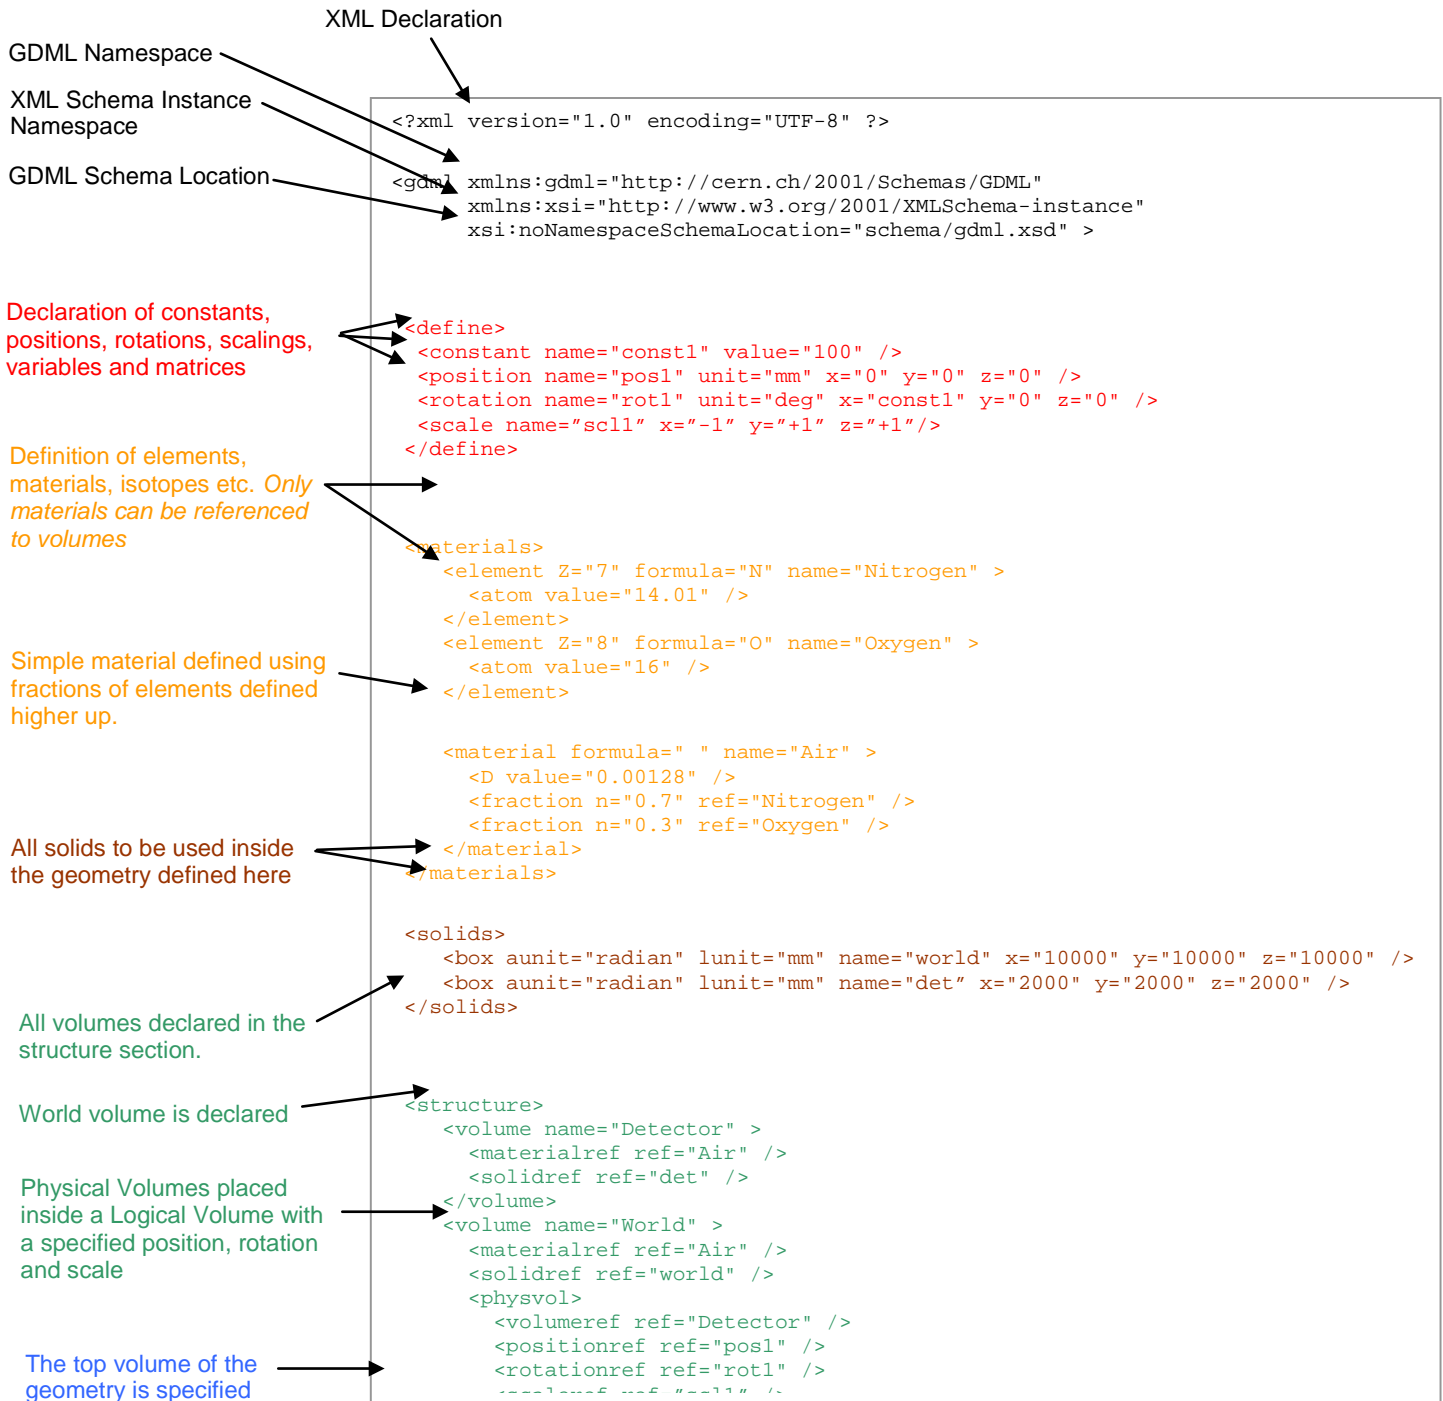 XML Declaration
GDML Namespace
XML Schema Instance
Namespace
GDML Schema Location
<?xml version="1.0" encoding="UTF-8" ?>
<gdml xmlns:gdml="http://cern.ch/2001/Schemas/GDML"
xmlns:xsi="http://www.w3.org/2001/XMLSchema-instance"
xsi:noNamespaceSchemaLocation="schema/gdml.xsd" >
Declaration of constants,
positions, rotations, scalings,
variables and matrices
<define>
<constant name="const1" value="100" />
<position name="pos1" unit="mm" x="0" y="0" z="0" />
<rotation name="rot1" unit="deg" x="const1" y="0" z="0" />
<scale name=”scl1” x=”-1” y=”+1” z=”+1”/>
</define>
Definition of elements,
materials, isotopes etc. Only
materials can be referenced
to volumes
<materials>
<element Z="7" formula="N" name="Nitrogen" >
<atom value="14.01" />
</element>
<element Z="8" formula="O" name="Oxygen" >
<atom value="16" />
</element>
Simple material defined using
fractions of elements defined
higher up.
<material formula=" " name="Air" >
<D value="0.00128" />
<fraction n="0.7" ref="Nitrogen" />
<fraction n="0.3" ref="Oxygen" />
</material>
</materials>
All solids to be used inside
the geometry defined here
<solids>
<box aunit="radian" lunit="mm" name="world" x="10000" y="10000" z="10000" />
<box aunit="radian" lunit="mm" name="det” x="2000" y="2000" z="2000" />
</solids>
All volumes declared in the
structure section.
World volume is declared
<structure>
<volume name="Detector" >
<materialref ref="Air" />
<solidref ref="det" />
</volume>
<volume name="World" >
<materialref ref="Air" />
<solidref ref="world" />
<physvol>
<volumeref ref="Detector" />
<positionref ref="pos1" />
<rotationref ref="rot1" />
<scaleref ref=”scl1” />
Physical Volumes placed
inside a Logical Volume with
a specified position, rotation
and scale
The top volume of the
geometry is specified